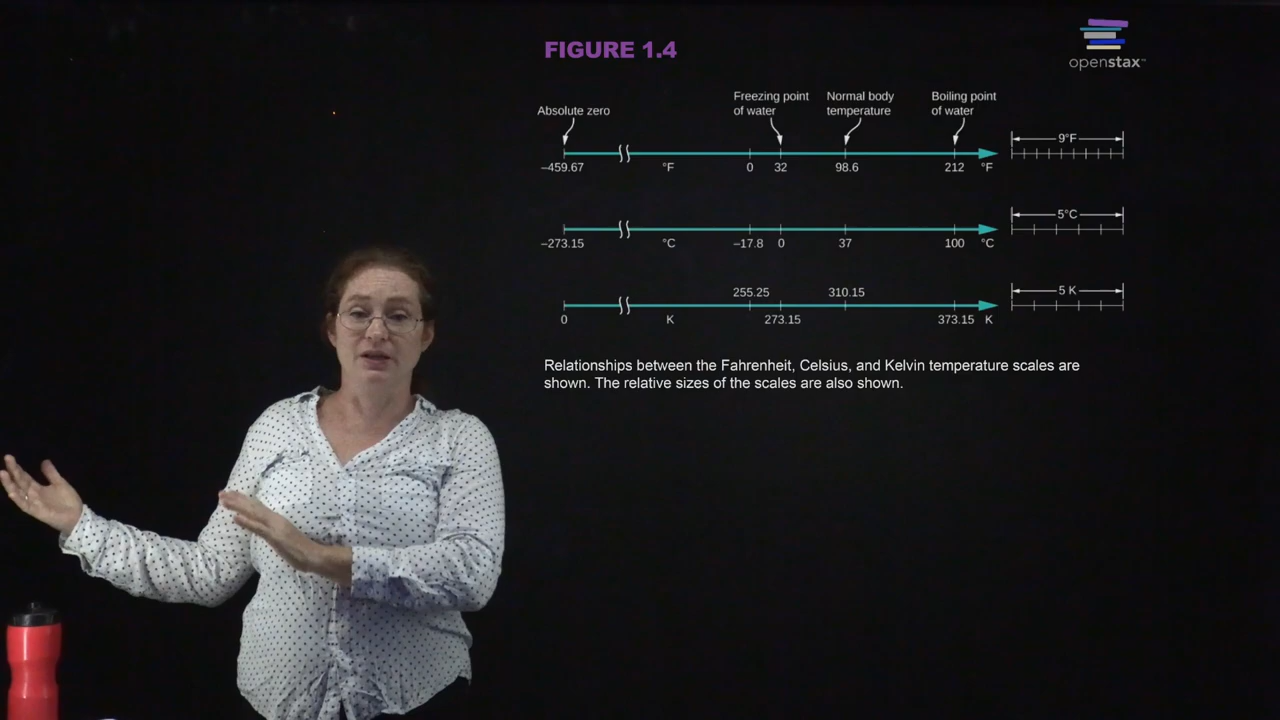 FIGURE 1.4
openstax™
Absolute zero
Freezing point
of water
Normal body
temperature
Boiling point
of water
–459.67 °F 0 32 98.6 212 °F
9°F
–273.15 °C –17.8 0 37 100 °C
5°C
255.25 310.15
0 K 273.15 373.15 K
5 K
Relationships between the Fahrenheit, Celsius, and Kelvin temperature scales are
shown. The relative sizes of the scales are also shown.